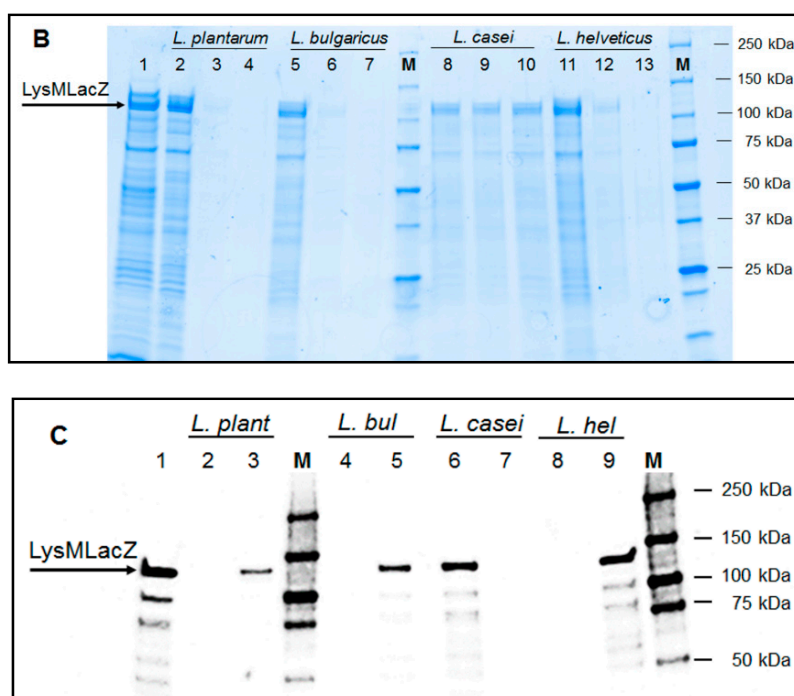 B
L. plantarum L. bulgaricus L. casei L. helveticus
1 2 3 4 5 6 7 M 8 9 10 11 12 13 M
LysMLacZ
250 kDa
150 kDa
100 kDa
75 kDa
50 kDa
37 kDa
25 kDa
C
L. plant L. bul L. casei L. hel
1 2 3 M 4 5 6 7 8 9 M
LysMLacZ
250 kDa
150 kDa
100 kDa
75 kDa
50 kDa